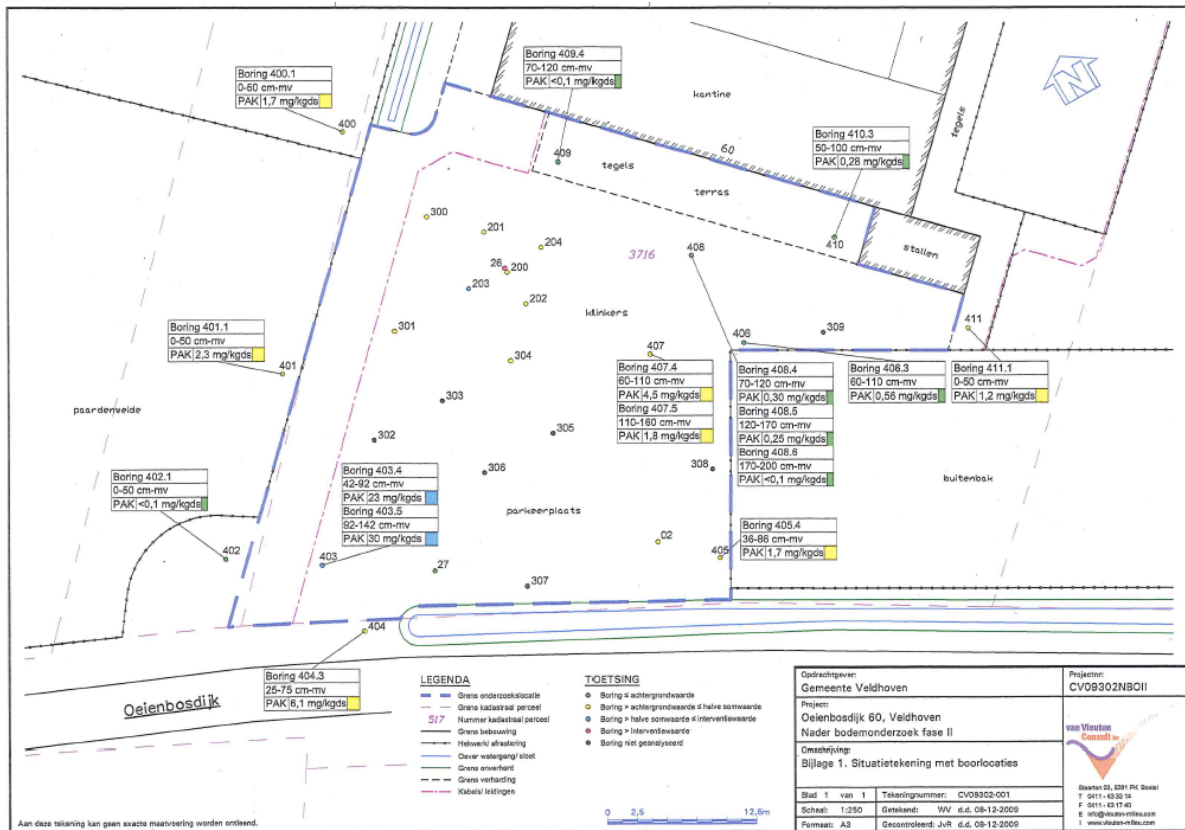 Boring 400.1
0-50 cm-mv
PAK 1,7 mg/kgds
400
Boring 409.4
70-120 cm-mv
PAK <0,1 mg/kgds
409
kantine
60
tegels
terras
tegels
N
Boring 410.3
50-100 cm-mv
PAK 0,28 mg/kgds
410
stallen
300
201
204
26
200
203
202
3716
408
klinkers
309
406
411
301
304
407
Boring 401.1
0-50 cm-mv
PAK 2,3 mg/kgds
401
Boring 407.4
60-110 cm-mv
PAK 4,5 mg/kgds
Boring 407.5
110-160 cm-mv
PAK 1,8 mg/kgds
Boring 408.4
70-120 cm-mv
PAK 0,30 mg/kgds
Boring 408.5
120-170 cm-mv
PAK 0,25 mg/kgds
Boring 408.6
170-200 cm-mv
PAK <0,1 mg/kgds
Boring 406.3
60-110 cm-mv
PAK 0,56 mg/kgds
Boring 411.1
0-50 cm-mv
PAK 1,2 mg/kgds
paardenweide
303
302
305
306
308
buitenbak
Boring 402.1
0-50 cm-mv
PAK <0,1 mg/kgds
402
Boring 403.4
42-92 cm-mv
PAK 23 mg/kgds
Boring 403.5
92-142 cm-mv
PAK 30 mg/kgds
403
parkeerplaats
27
307
02
405
Boring 405.4
36-86 cm-mv
PAK 1,7 mg/kgds
404
Boring 404.3
25-75 cm-mv
PAK 6,1 mg/kgds
Oeienbosdijk
LEGENDA
Grens onderzoekslocatie
Grens kadastraal perceel
517 Nummer kadastraal perceel
Grens bebouwing
Hekwerk/ afrastering
Oever watergang/ sloot
Grens onverhard
Grens verharding
Kabels/ leidingen
TOETSING
Boring ≤ achtergrondwaarde
Boring > achtergrondwaarde ≤ halve somwaarde
Boring > halve somwaarde ≤ interventiewaarde
Boring > interventiewaarde
Boring niet geanalyseerd
0 2,5 12,5m
Opdrachtgever:
Gemeente Veldhoven
Projectnr:
CV09302NBOII
Project:
Oeienbosdijk 60, Veldhoven
Nader bodemonderzoek fase II
Omschrijving:
Bijlage 1. Situatietekening met boorlocaties
Blad 1 van 1 Tekeningnummer: CV09302-001
Schaal: 1:250 Getekend: WV d.d. 08-12-2009
Formaat: A3 Gecontroleerd: JvR d.d. 08-12-2009
van Vleuten
Consult bv
T 0411 - 63 33 14
F 0411 - 63 17 40
E info@vleuten-milieu.com
I www.vleuten-milieu.com
Aan deze tekening kan geen exacte maatvoering worden ontleend.